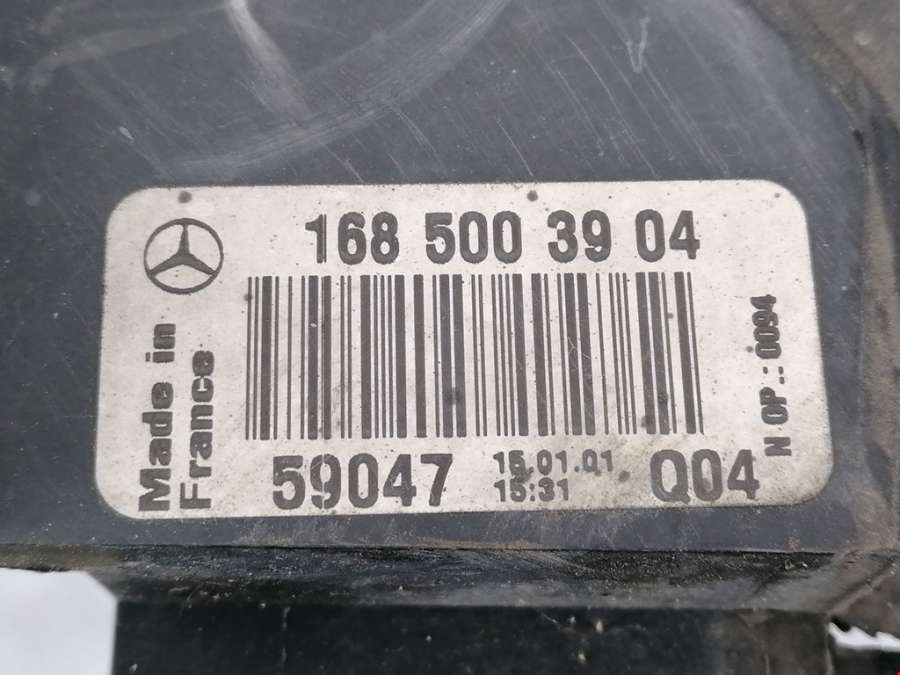 168 500 39 04
Made in
France
N OP.: 0094
59047
15.01.01
15:31
Q04